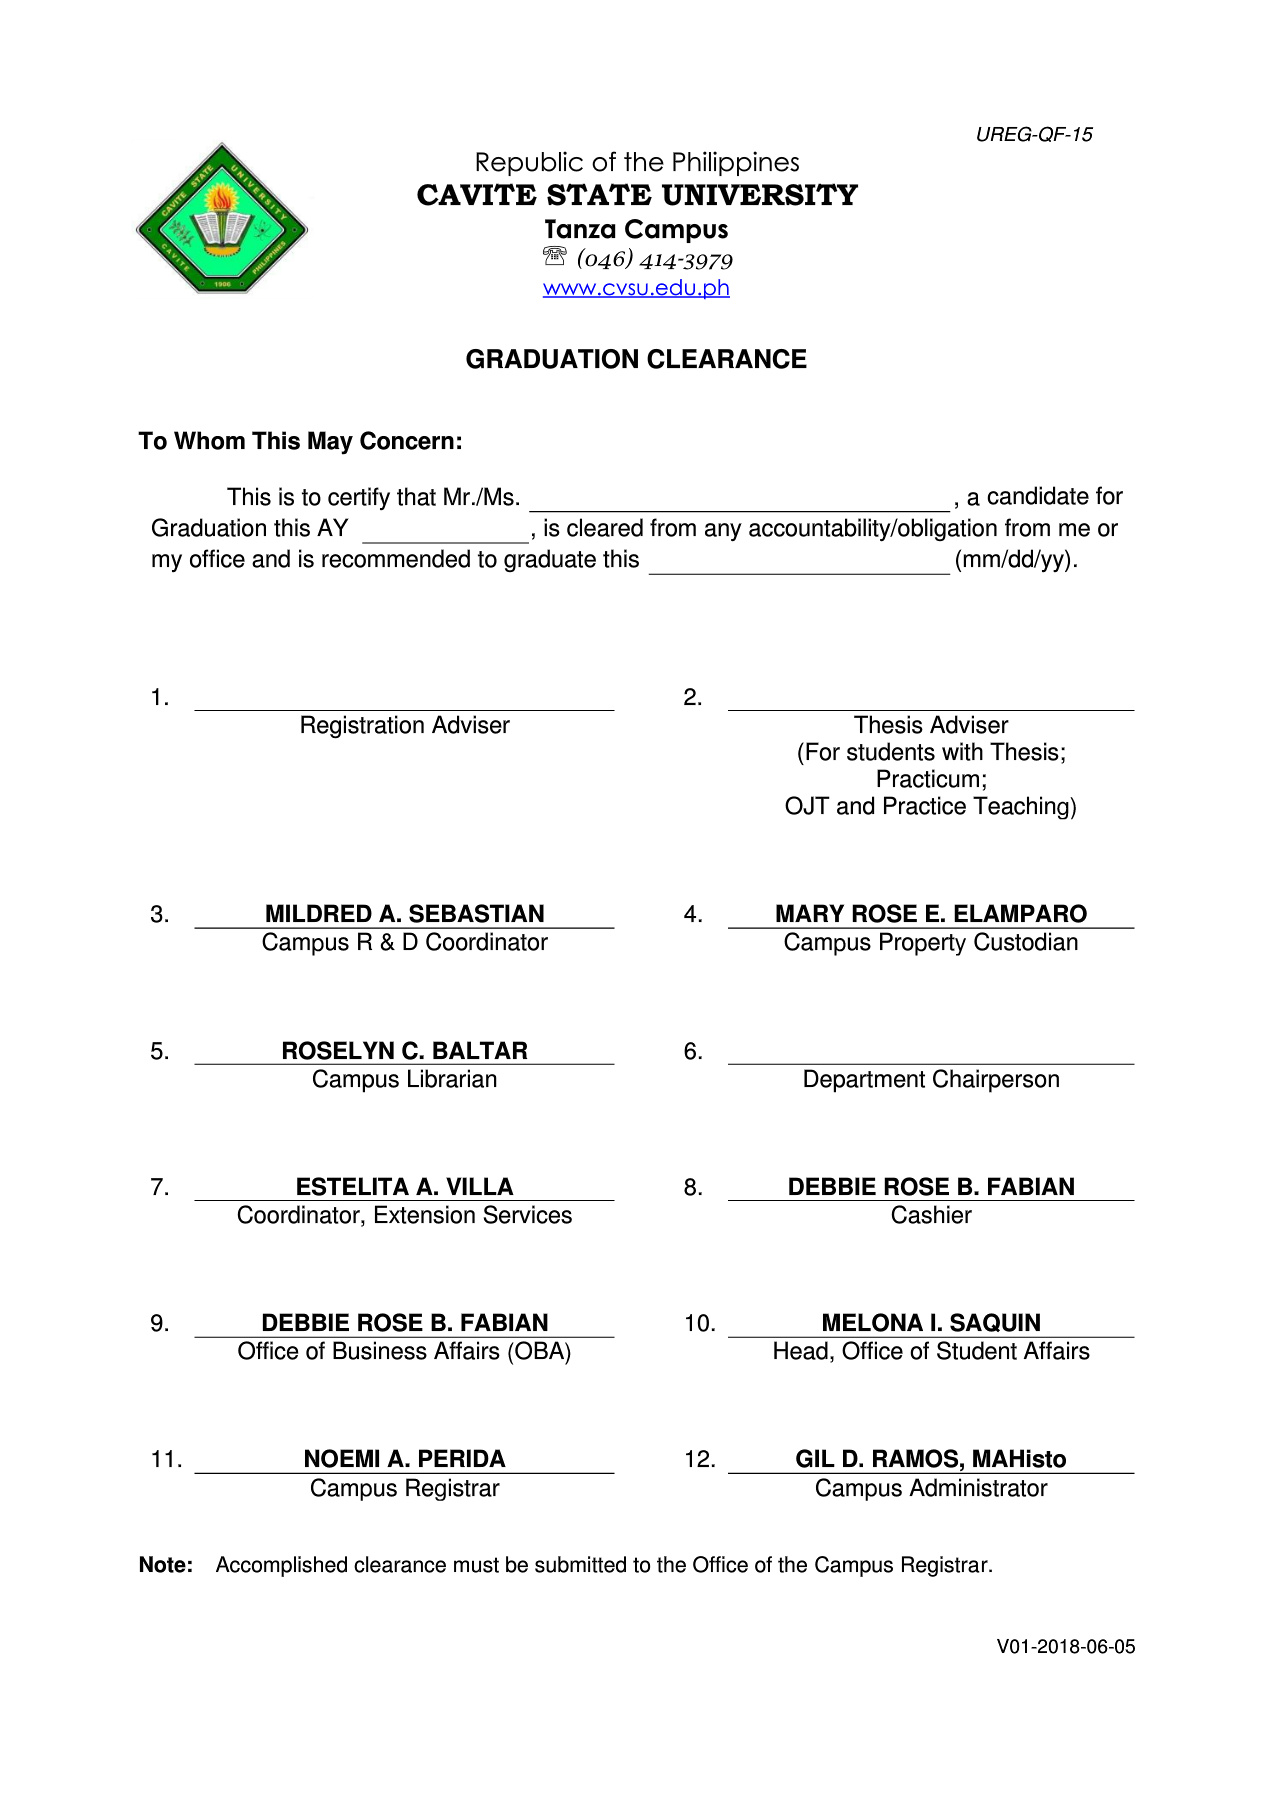 UREG-QF-15
Republic of the Philippines
CAVITE STATE UNIVERSITY
Tanza Campus
☏ (046) 414-3979
www.cvsu.edu.ph
CAVITE STATE UNIVERSITY
CAVITE PHILIPPINES
1906
GRADUATION CLEARANCE
To Whom This May Concern:
This is to certify that Mr./Ms. ____________________, a candidate for
Graduation this AY __________, is cleared from any accountability/obligation from me or
my office and is recommended to graduate this ____________________ (mm/dd/yy).
1. ____________________ 2. ____________________
Registration Adviser Thesis Adviser
(For students with Thesis;
Practicum;
OJT and Practice Teaching)
3. MILDRED A. SEBASTIAN 4. MARY ROSE E. ELAMPARO
Campus R & D Coordinator Campus Property Custodian
5. ROSELYN C. BALTAR 6. ____________________
Campus Librarian Department Chairperson
7. ESTELITA A. VILLA 8. DEBBIE ROSE B. FABIAN
Coordinator, Extension Services Cashier
9. DEBBIE ROSE B. FABIAN 10. MELONA I. SAQUIN
Office of Business Affairs (OBA) Head, Office of Student Affairs
11. NOEMI A. PERIDA 12. GIL D. RAMOS, MAHisto
Campus Registrar Campus Administrator
Note: Accomplished clearance must be submitted to the Office of the Campus Registrar.
V01-2018-06-05